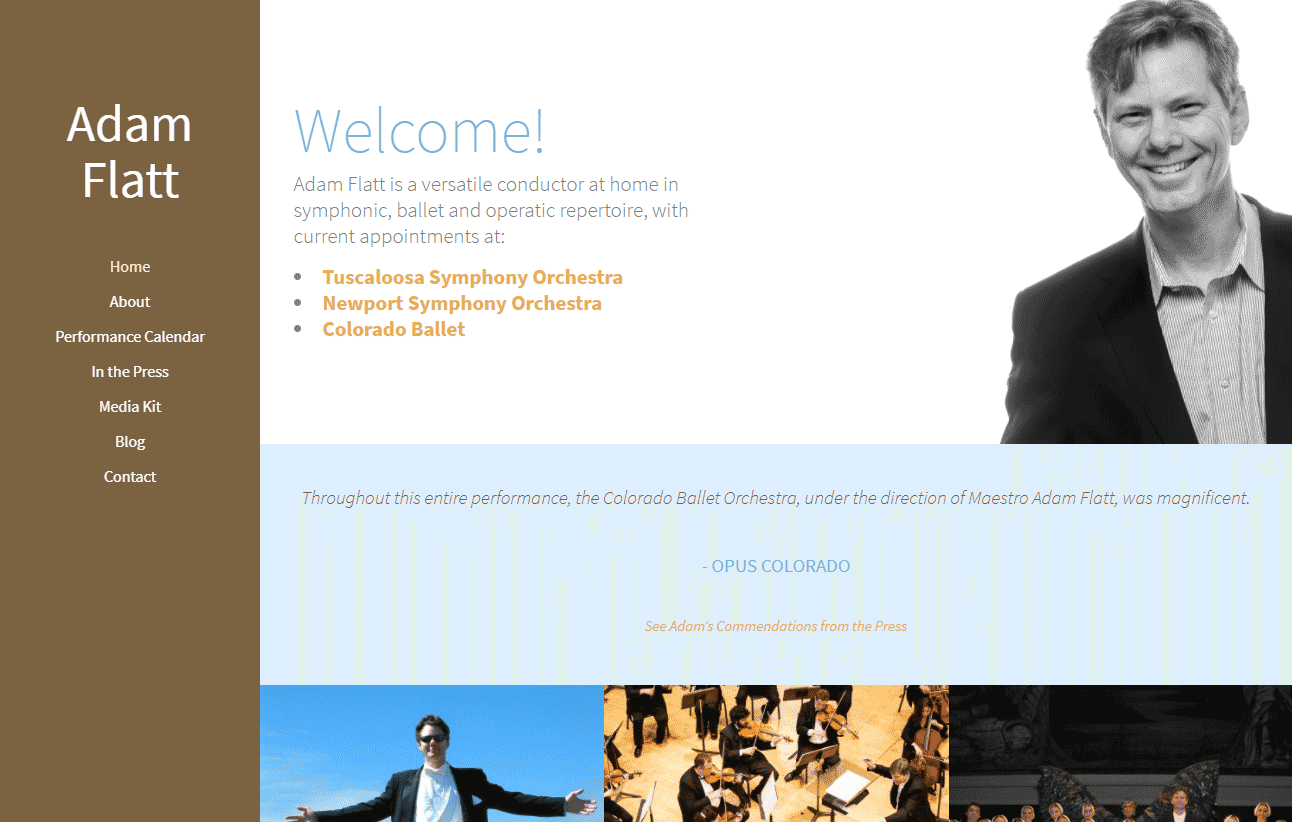 Adam
Flatt
Home
About
Performance Calendar
In the Press
Media Kit
Blog
Contact
Welcome!
Adam Flatt is a versatile conductor at home in
symphonic, ballet and operatic repertoire, with
current appointments at:
• Tuscaloosa Symphony Orchestra
• Newport Symphony Orchestra
• Colorado Ballet
Throughout this entire performance, the Colorado Ballet Orchestra, under the direction of Maestro Adam Flatt, was magnificent.
- OPUS COLORADO
See Adam's Commendations from the Press